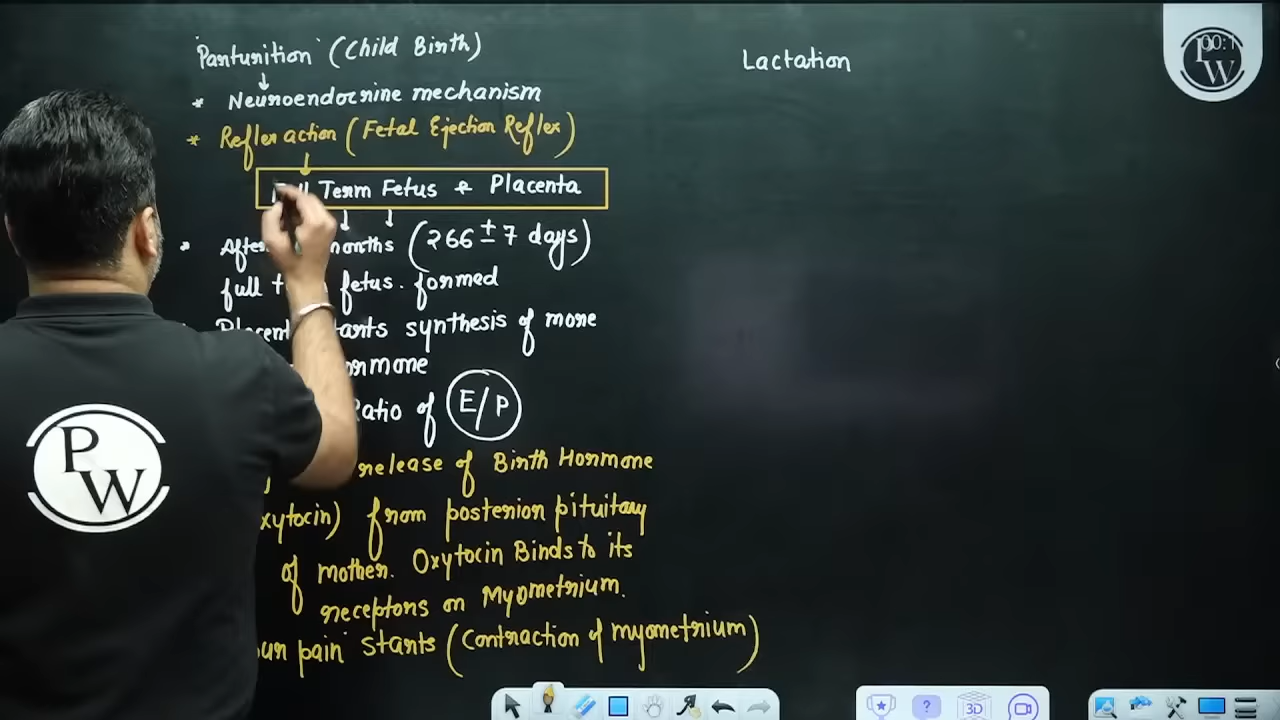 Parturition (Child Birth)
* Neuroendocrine mechanism
* Reflex action (Fetal Ejection Reflex)
Term Fetus & Placenta
* After months (266 ± 7 days)
full fetus. formed
synthesis of more
Ratio of E/P
release of Birth Hormone
from posterior pituitary
of mother. Oxytocin Binds to its
receptors on Myometrium.
pain starts (Contraction of myometrium)
Lactation
PW
PW
3D